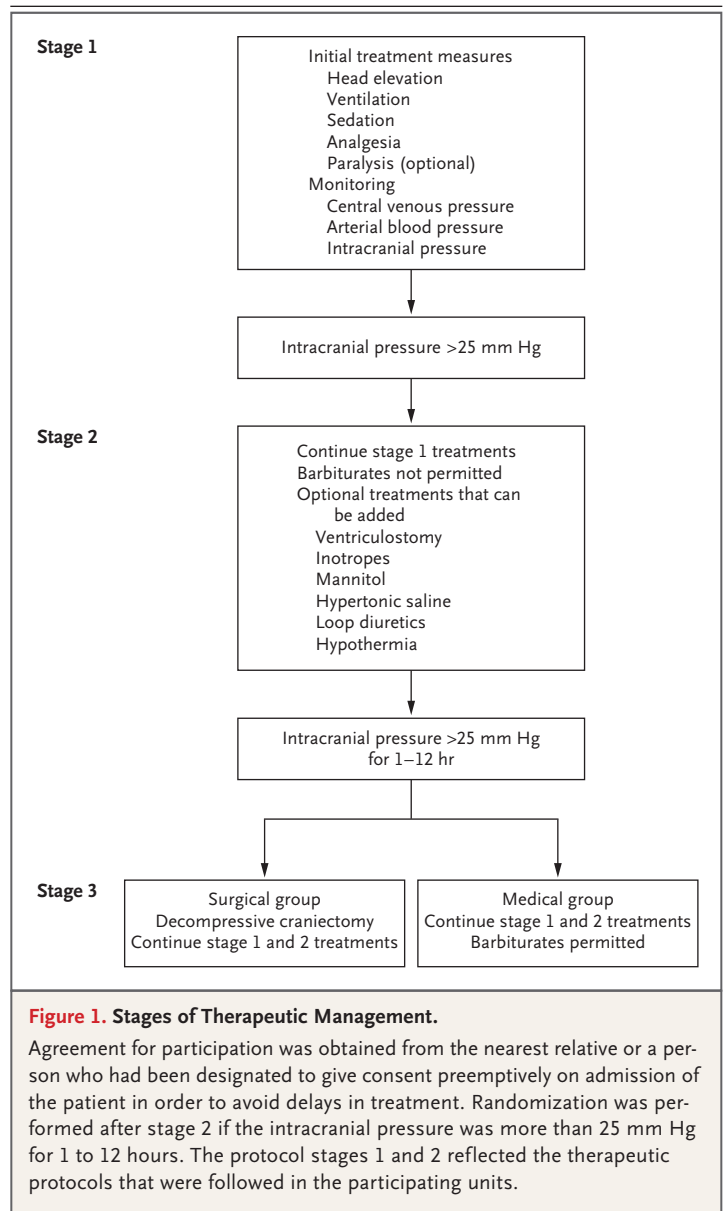 Stage 1
Initial treatment measures
Head elevation
Ventilation
Sedation
Analgesia
Paralysis (optional)
Monitoring
Central venous pressure
Arterial blood pressure
Intracranial pressure
Intracranial pressure >25 mm Hg
Stage 2
Continue stage 1 treatments
Barbiturates not permitted
Optional treatments that can
be added
Ventriculostomy
Inotropes
Mannitol
Hypertonic saline
Loop diuretics
Hypothermia
Intracranial pressure >25 mm Hg
for 1–12 hr
Stage 3
Surgical group
Decompressive craniectomy
Continue stage 1 and 2 treatments
Medical group
Continue stage 1 and 2 treatments
Barbiturates permitted
Figure 1. Stages of Therapeutic Management.
Agreement for participation was obtained from the nearest relative or a per-
son who had been designated to give consent preemptively on admission of
the patient in order to avoid delays in treatment. Randomization was per-
formed after stage 2 if the intracranial pressure was more than 25 mm Hg
for 1 to 12 hours. The protocol stages 1 and 2 reflected the therapeutic
protocols that were followed in the participating units.